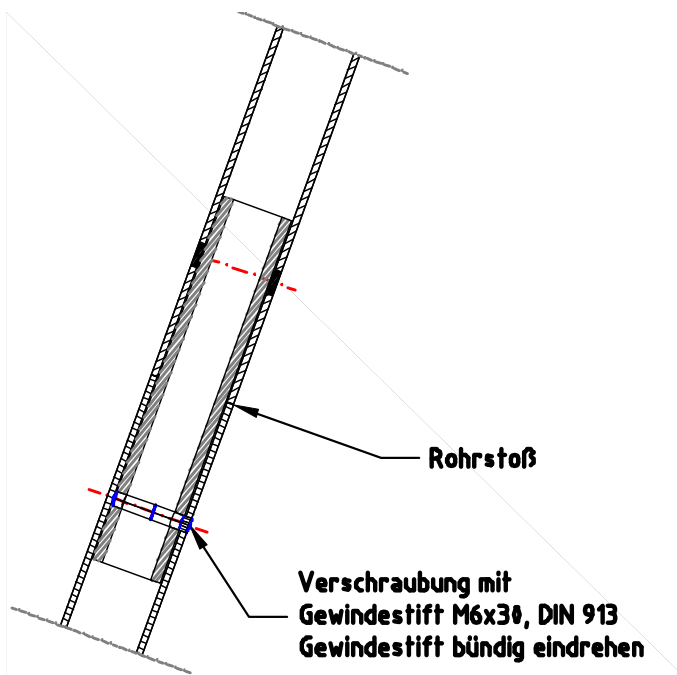 Rohrstoß
Verschraubung mit
Gewindestift M6x30, DIN 913
Gewindestift bündig eindrehen